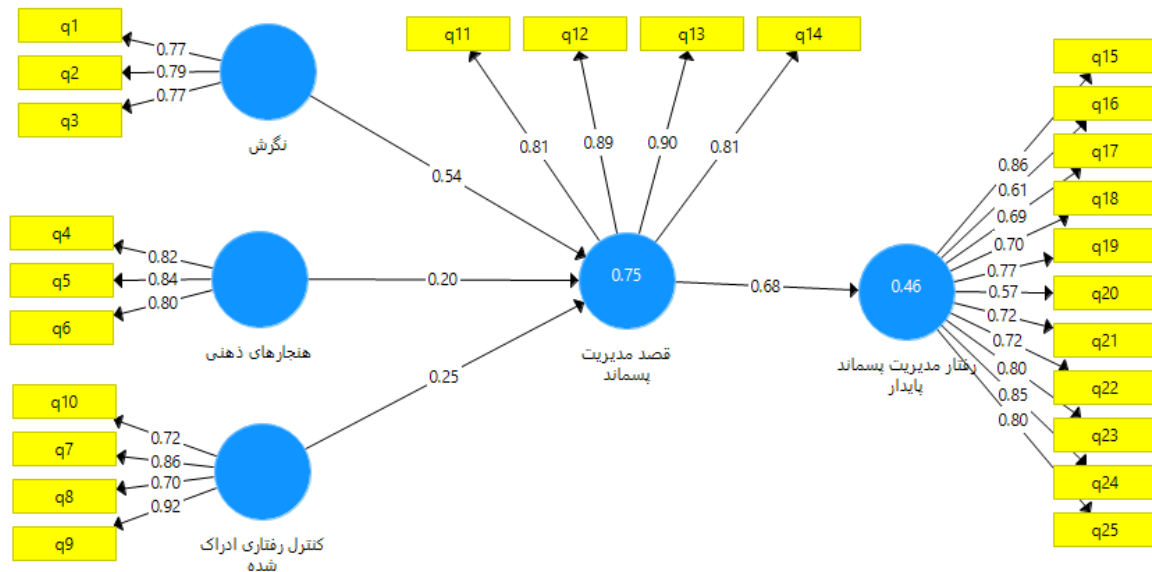 q1
q2
q3
0.77
0.79
0.77
نگرش
q4
q5
q6
0.82
0.84
0.80
هنجارهای ذهنی
q10
q7
q8
q9
0.72
0.86
0.70
0.92
کنترل رفتاری ادراک
شده
0.54
0.20
0.25
q11
q12
q13
q14
0.81
0.89
0.90
0.81
0.75
قصد مدیریت
پسماند
0.68
0.46
رفتار مدیریت پسماند
پایدار
0.86
0.61
0.69
0.70
0.77
0.57
0.72
0.72
0.80
0.85
0.80
q15
q16
q17
q18
q19
q20
q21
q22
q23
q24
q25